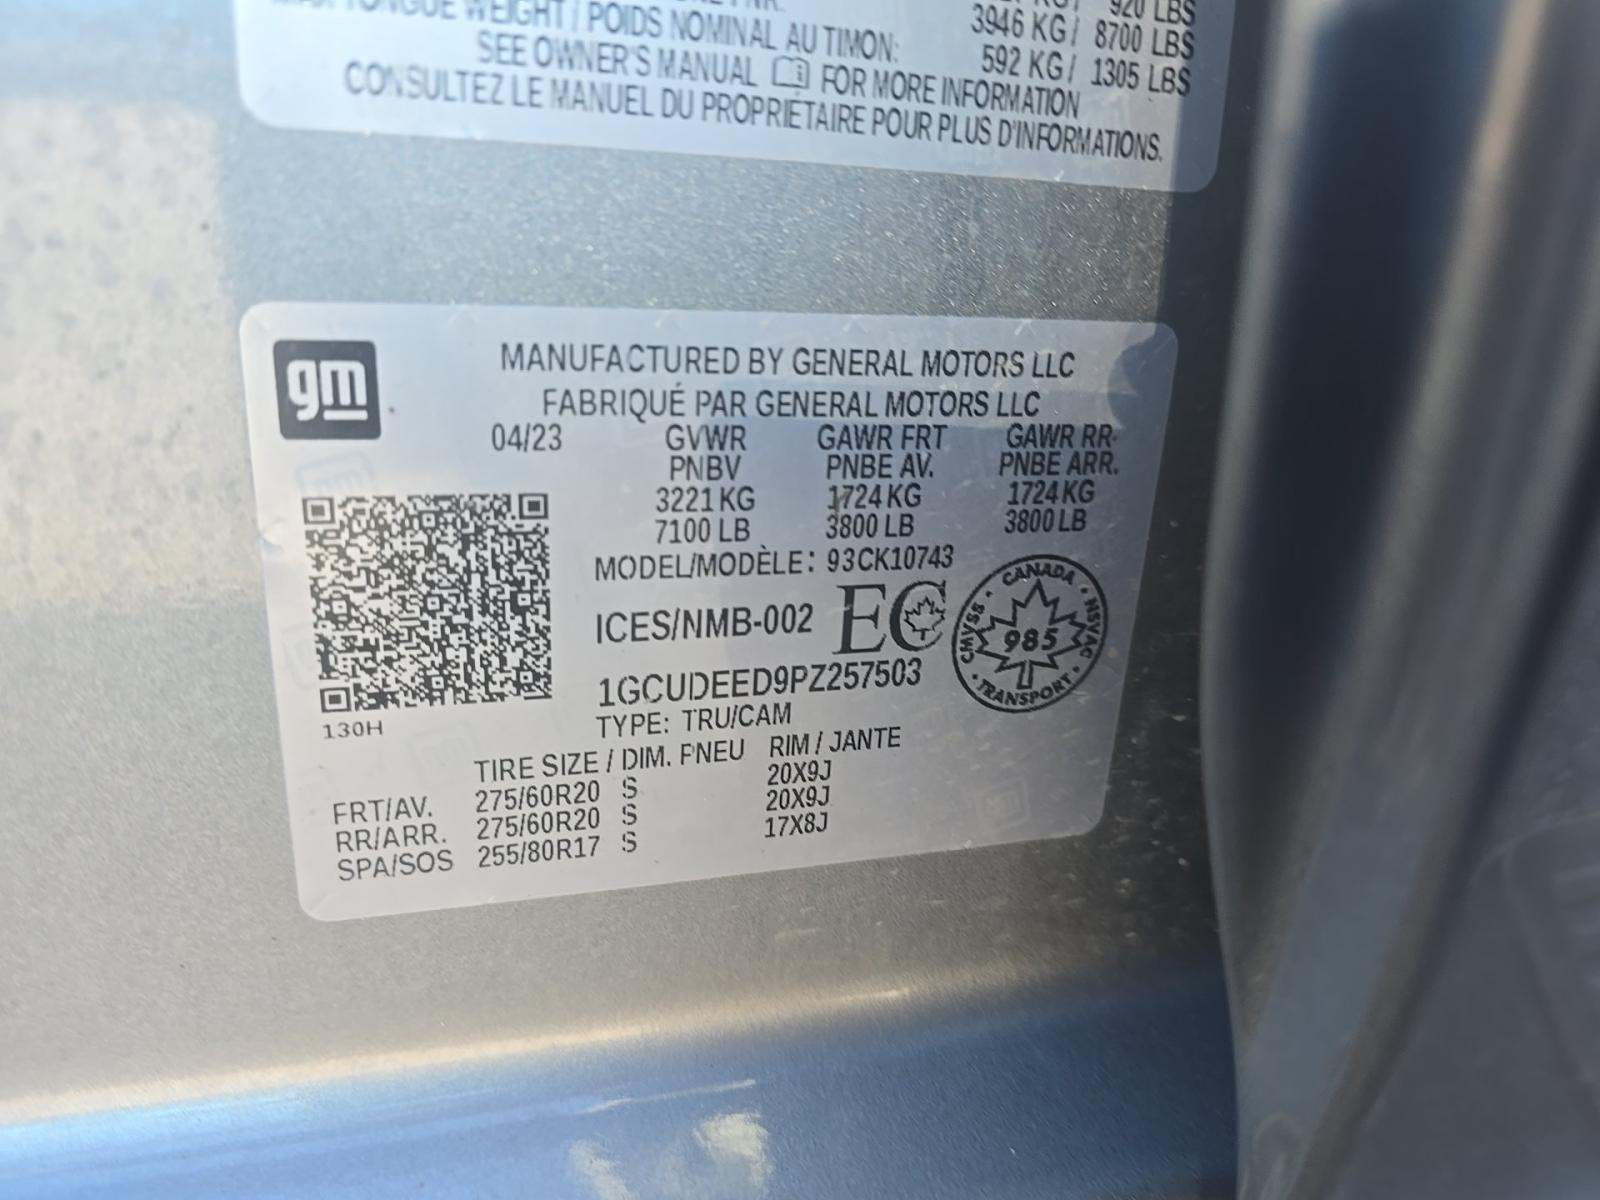 920 LBS
3946 KG / 8700 LBS
TONGUE WEIGHT / POIDS NOMINAL AU TIMON: 592 KG / 1305 LBS
SEE OWNER'S MANUAL FOR MORE INFORMATION
CONSULTEZ LE MANUEL DU PROPRIÉTAIRE POUR PLUS D'INFORMATIONS.
gm
MANUFACTURED BY GENERAL MOTORS LLC
FABRIQUÉ PAR GENERAL MOTORS LLC
04/23 GVWR GAWR FRT GAWR RR
PNBV PNBE AV. PNBE ARR.
3221 KG 1724 KG 1724 KG
7100 LB 3800 LB 3800 LB
MODEL/MODÈLE: 93CK10743
ICES/NMB-002 EC
CANADA
CMVSS 985 NSVAC
TRANSPORT
1GCUDEED9PZ257503
130H
TYPE: TRU/CAM
TIRE SIZE / DIM. PNEU RIM / JANTE
FRT/AV. 275/60R20 S 20X9J
RR/ARR. 275/60R20 S 20X9J
SPA/SOS 255/80R17 S 17X8J